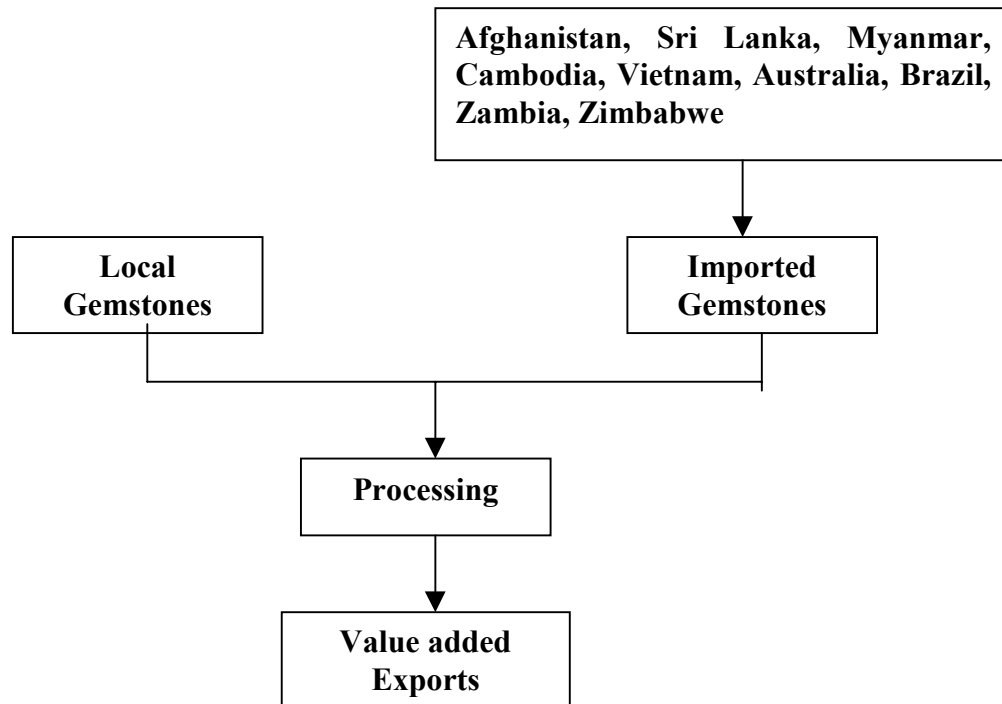 Afghanistan, Sri Lanka, Myanmar,
Cambodia, Vietnam, Australia, Brazil,
Zambia, Zimbabwe
Local
Gemstones
Imported
Gemstones
Processing
Value added
Exports